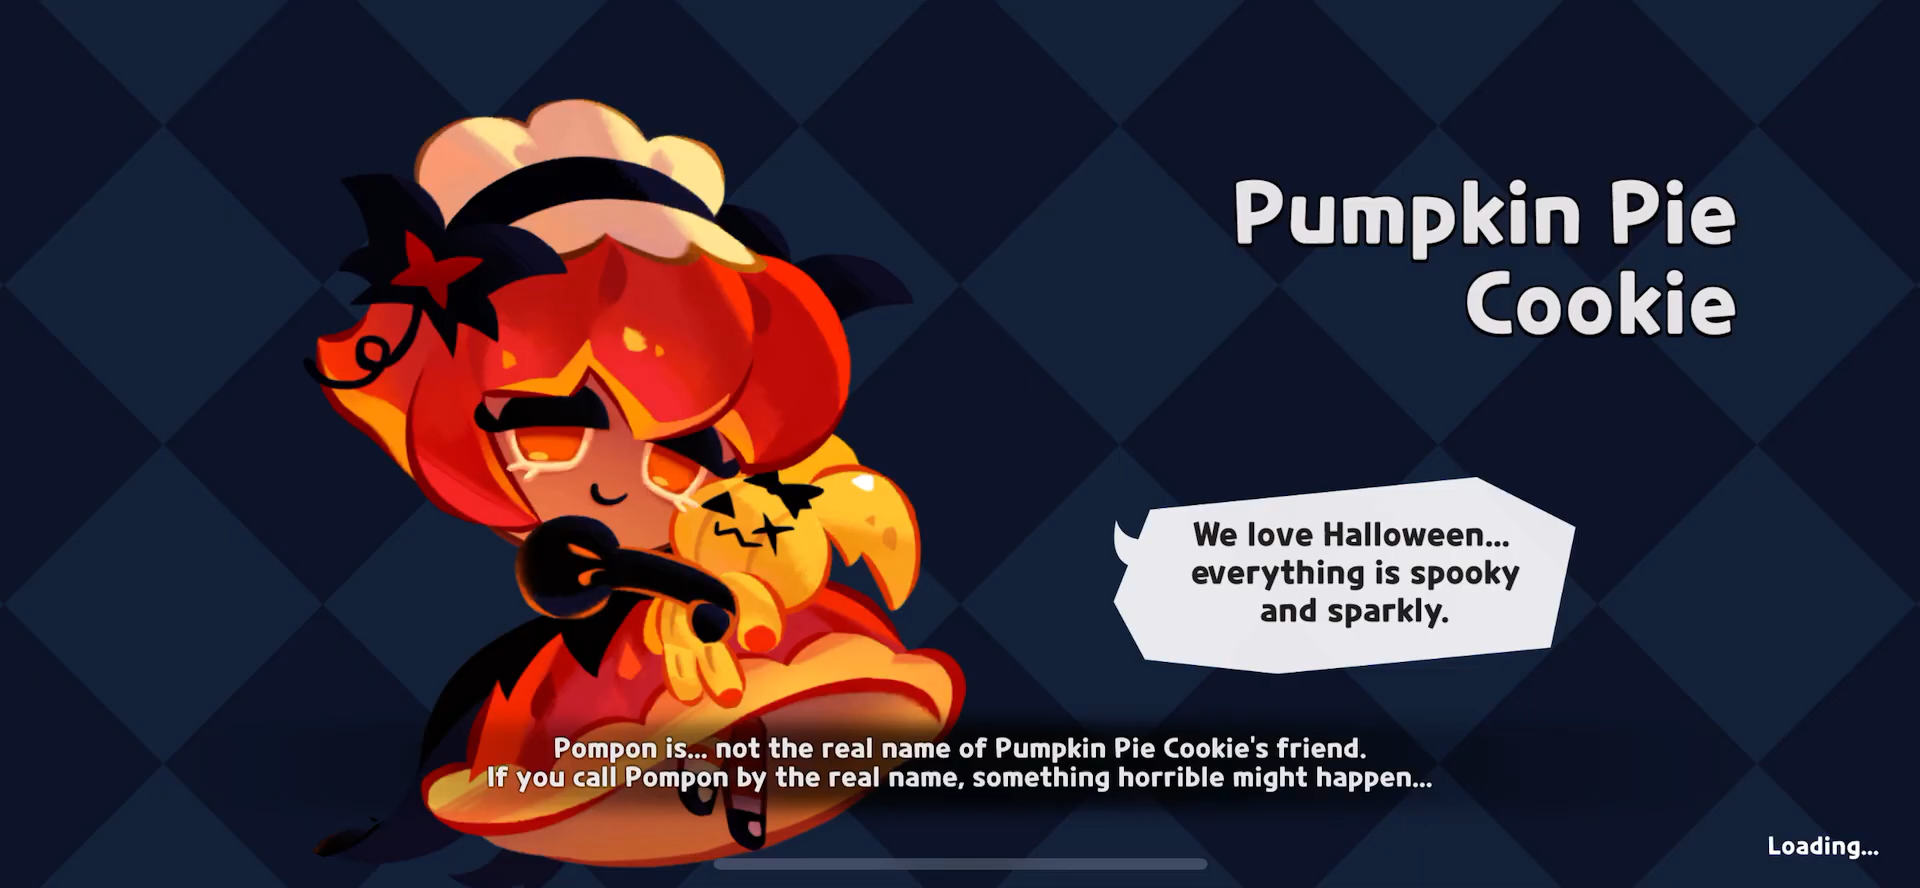 Pumpkin Pie
Cookie
We love Halloween...
everything is spooky
and sparkly.
Pompon is... not the real name of Pumpkin Pie Cookie's friend.
If you call Pompon by the real name, something horrible might happen...
Loading...